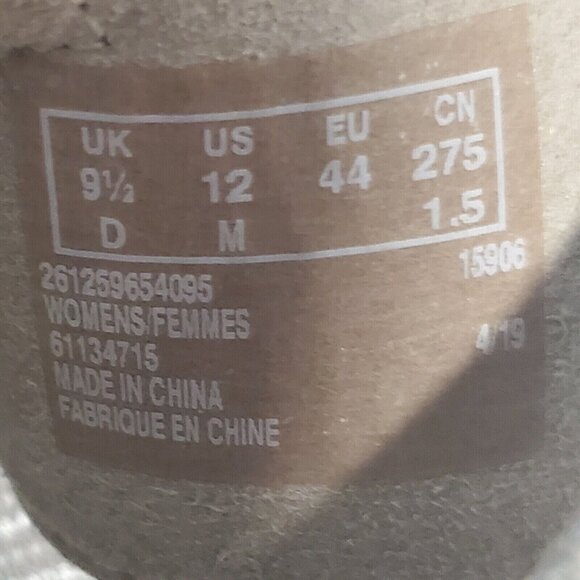 UK US EU CN
9½ 12 44 275
D M 1.5
261259654095 15906
WOMENS/FEMMES
61134715 4/19
MADE IN CHINA
FABRIQUE EN CHINE